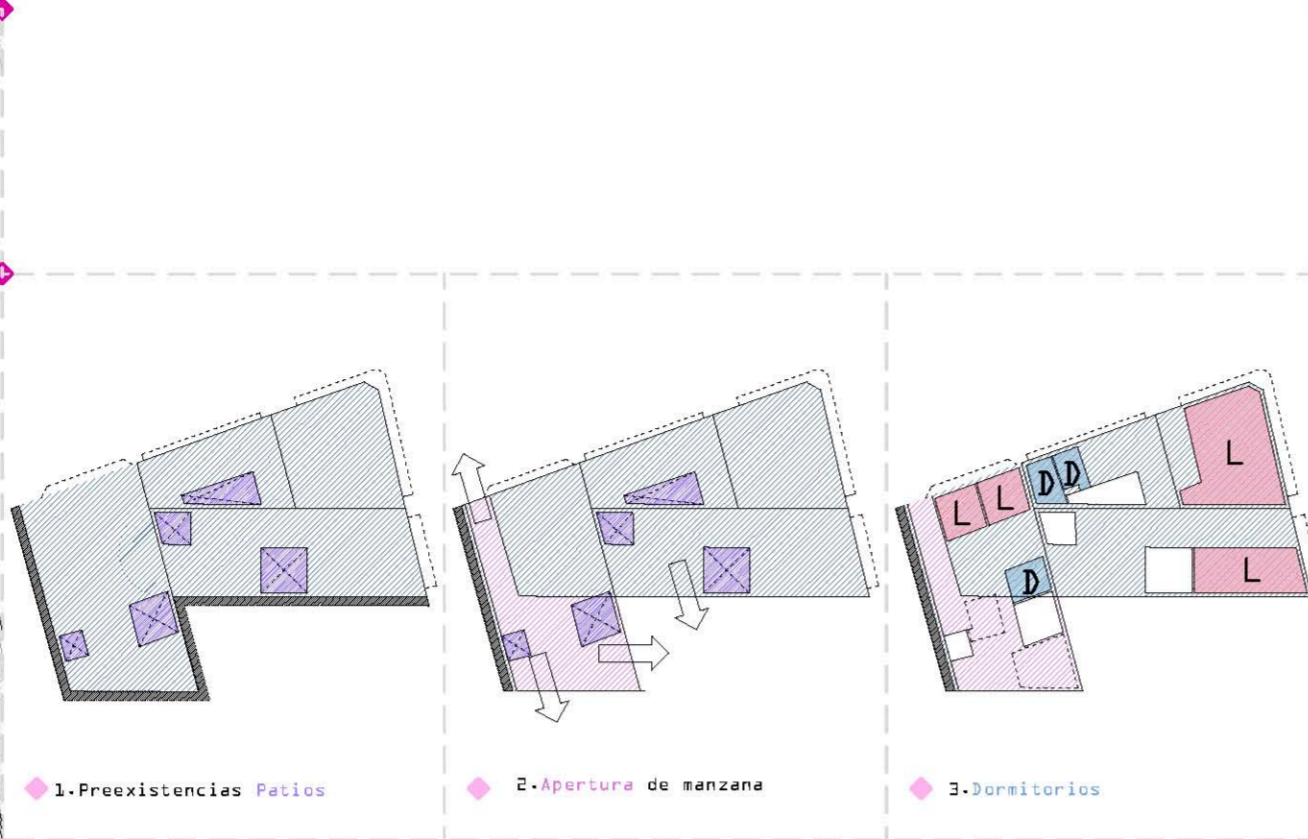 L
D D
L L
L
D
1.Preexistencias Patios
2.Apertura de manzana
3.Dormitorios